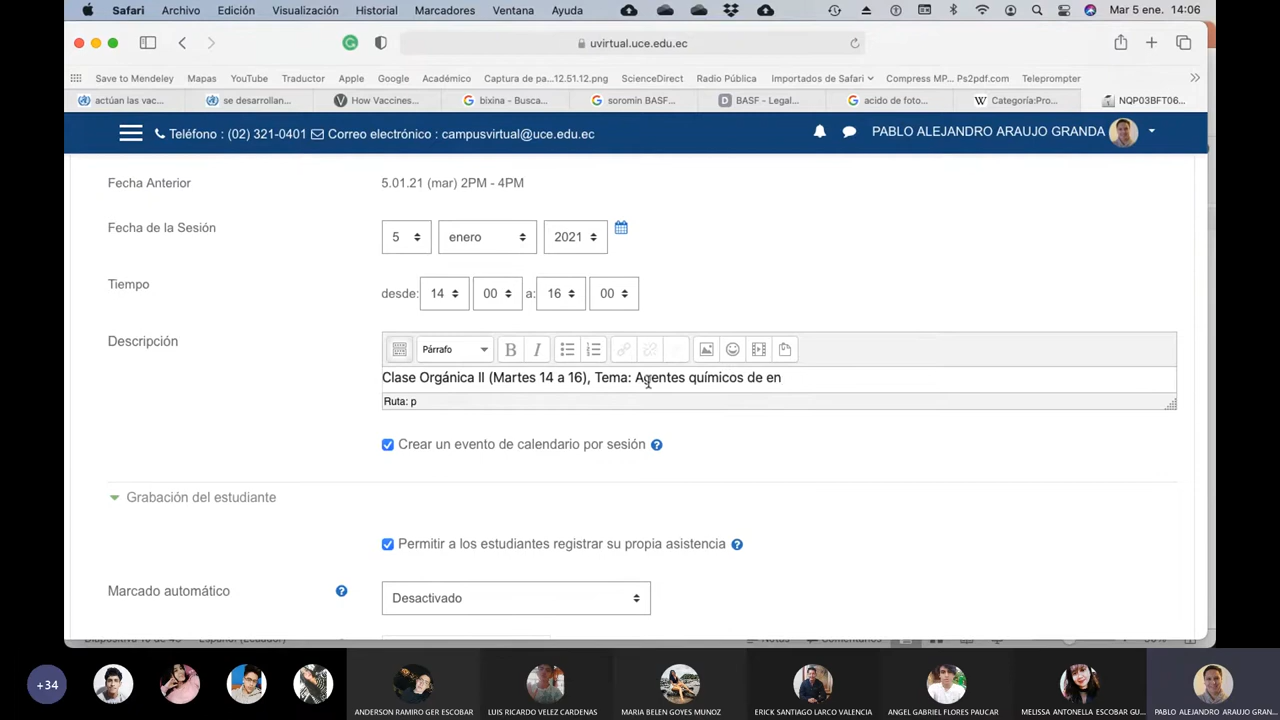 Safari Archivo Edición Visualización Historial Marcadores Ventana Ayuda Mar 5 ene. 14:06
uvirtual.uce.edu.ec
Save to Mendeley Mapas YouTube Traductor Apple Google Académico Captura de pa...12.51.12.png ScienceDirect Radio Pública Importados de Safari Compress MP... Ps2pdf.com Teleprompter
actúan las vac... se desarrollan... How Vaccines... bixina - Busca... soromin BASF... BASF - Legal... acido de foto... Categoría:Pro... NQP03BFT06...
Teléfono : (02) 321-0401 Correo electrónico : campusvirtual@uce.edu.ec PABLO ALEJANDRO ARAUJO GRANDA
Fecha Anterior 5.01.21 (mar) 2PM - 4PM
Fecha de la Sesión 5 enero 2021
Tiempo desde: 14 00 a: 16 00
Descripción Párrafo B I
Clase Orgánica II (Martes 14 a 16), Tema: Agentes químicos de en
Ruta: p
Crear un evento de calendario por sesión
Grabación del estudiante
Permitir a los estudiantes registrar su propia asistencia
Marcado automático Desactivado
+34 ANDERSON RAMIRO GER ESCOBAR LUIS RICARDO VELEZ CARDENAS MARIA BELEN GOYES MUNOZ ERICK SANTIAGO LARCO VALENCIA ANGEL GABRIEL FLORES PAUCAR MELISSA ANTONELLA ESCOBAR GU... PABLO ALEJANDRO ARAUJO GRAN...